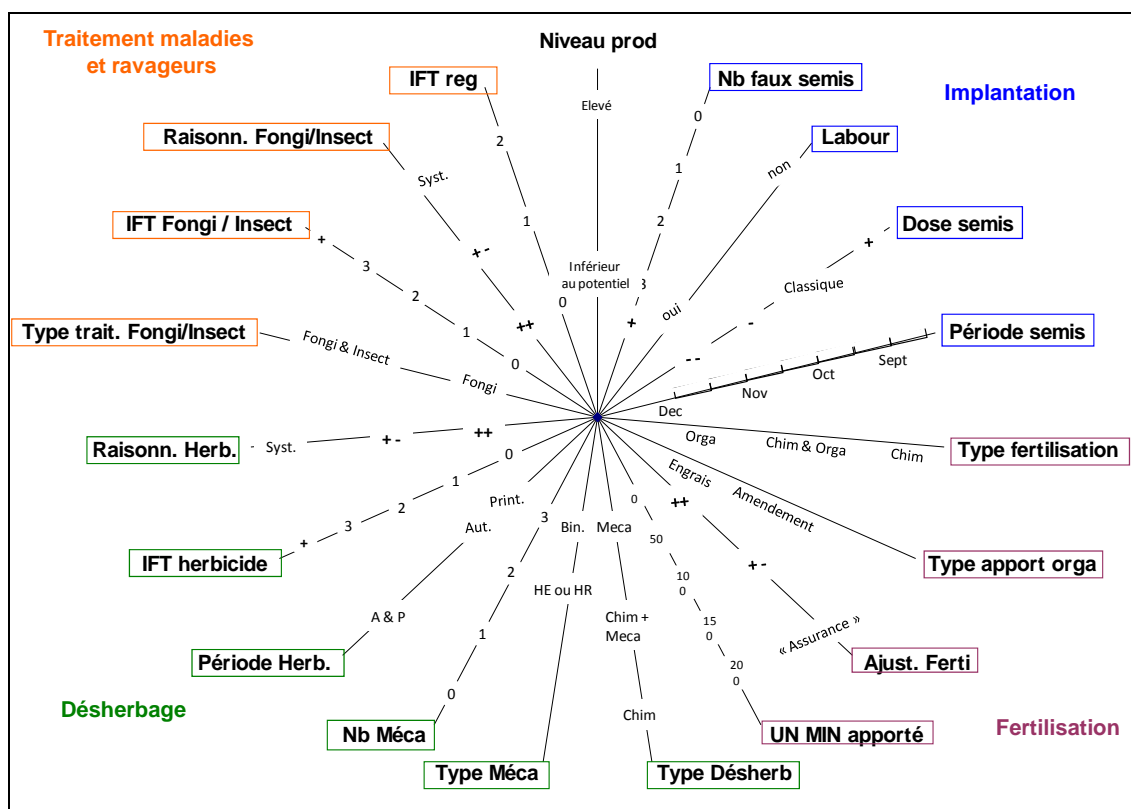 Traitement maladies
et ravageurs
Niveau prod
IFT reg
Nb faux semis
Implantation
Elevé
2
0
Raisonn. Fongi/Insect
Labour
non
1
Syst.
IFT Fongi / Insect
+
Dose semis
+
1
2
+ -
3
Inférieur
au potentiel
3
Classique
2
0
oui
++
+
-
Type trait. Fongi/Insect
1
Période semis
Fongi & Insect
0
- -
Sept
Oct
Fongi
Nov
Dec
Raisonn. Herb.
Syst.
+ -
++
Orga
Chim & Orga
Chim
Type fertilisation
0
Engrais
1
Amendement
2
3
+
Print.
Aut.
3
Bin.
Meca
0
++
50
IFT herbicide
Type apport orga
2
HE ou HR
10
0
+ -
A & P
1
Chim +
Meca
15
0
« Assurance »
Période Herb.
Ajust. Ferti
0
20
0
Désherbage
Chim
Nb Méca
UN MIN apporté
Fertilisation
Type Méca
Type Désherb